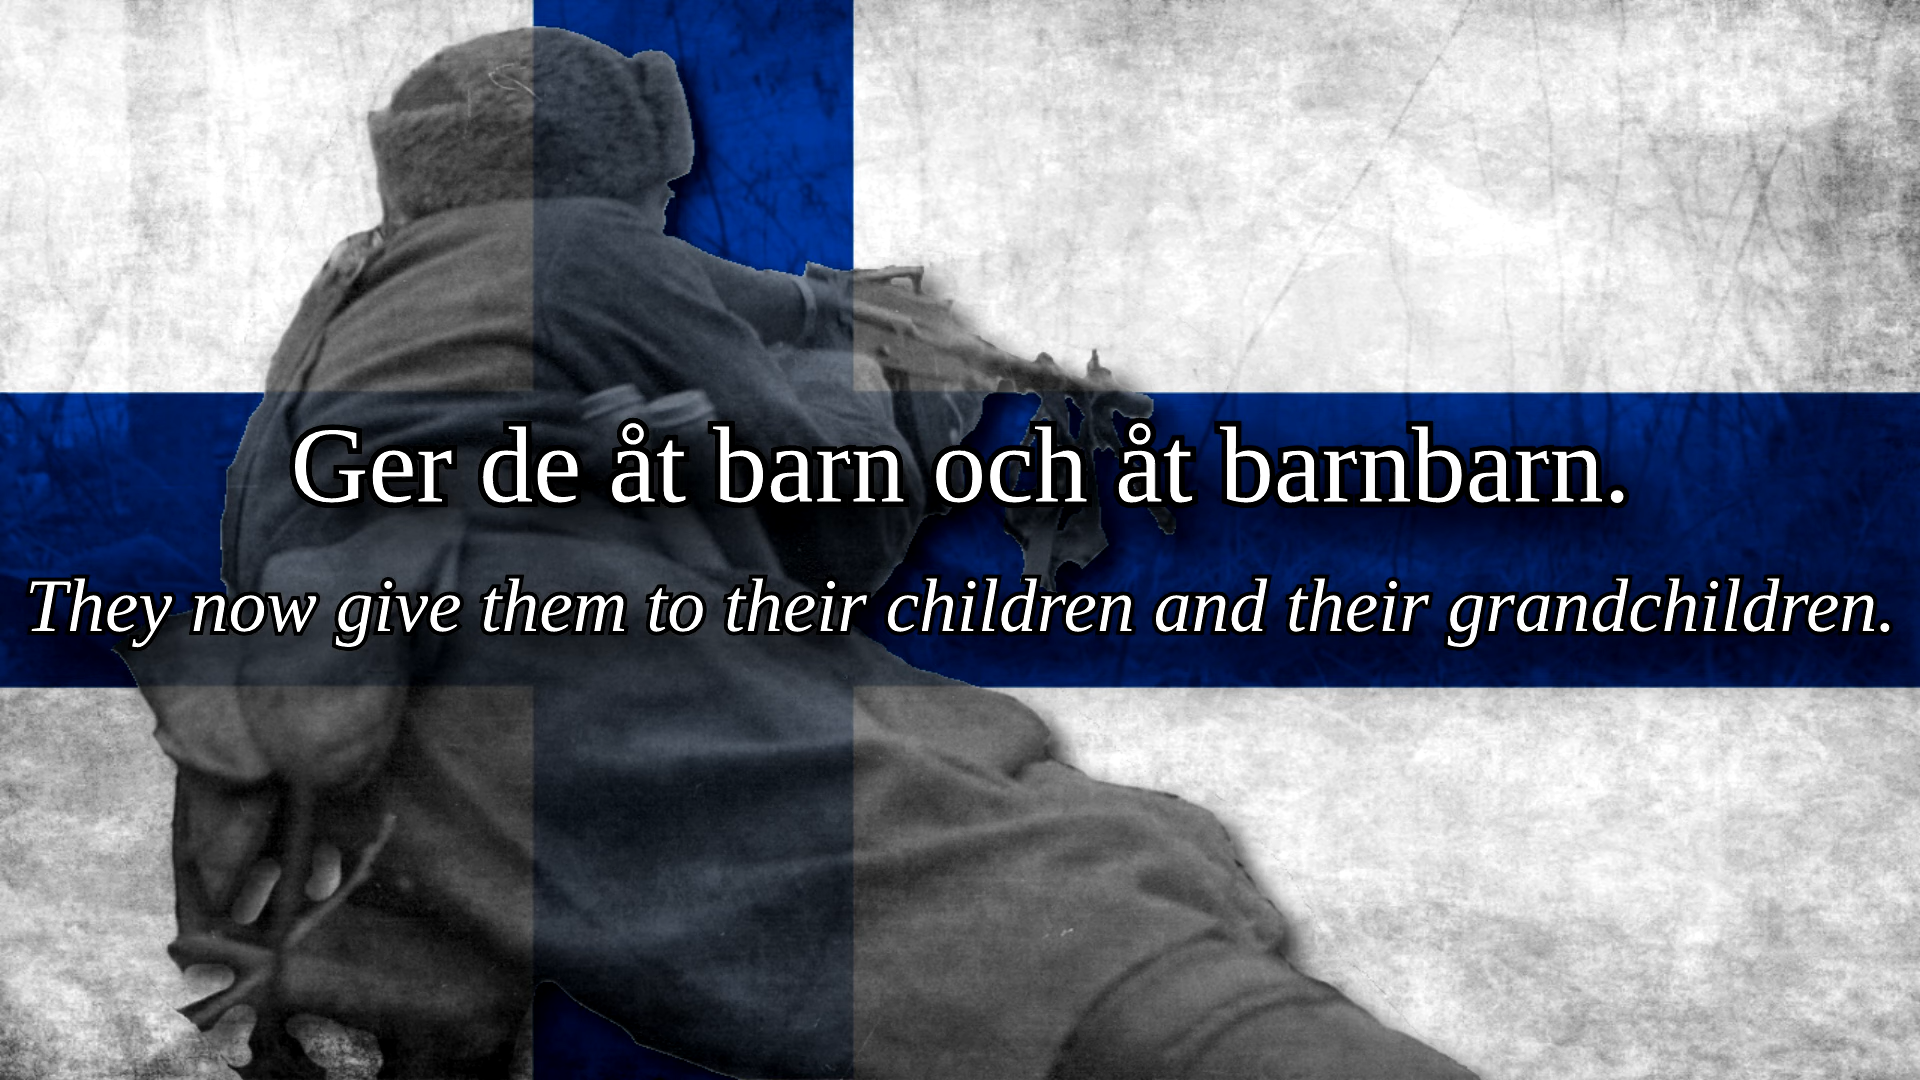 Ger de åt barn och åt barnbarn.
They now give them to their children and their grandchildren.